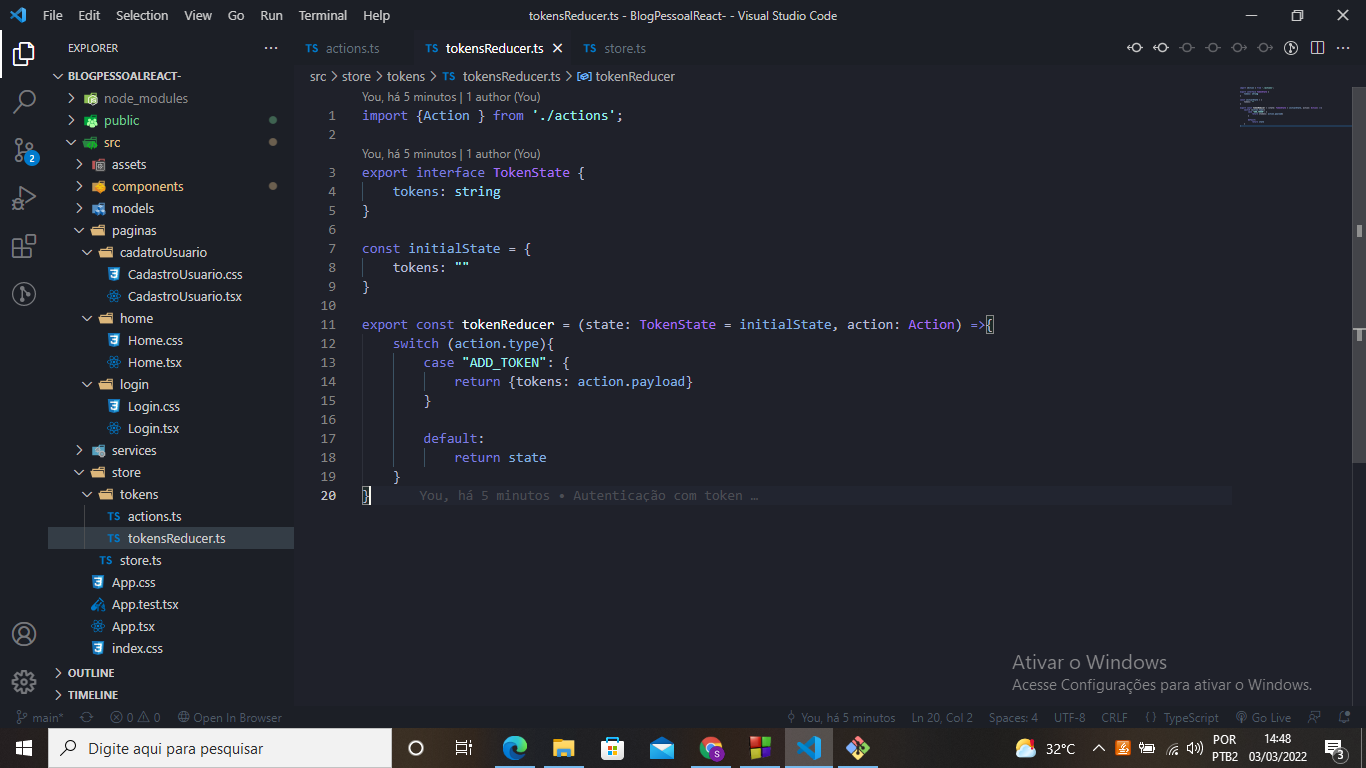 File Edit Selection View Go Run Terminal Help tokensReducer.ts - BlogPessoalReact- - Visual Studio Code
EXPLORER ···
BLOGPESSOALREACT-
node_modules
public
src
assets
components
models
paginas
cadatroUsuario
CadastroUsuario.css
CadastroUsuario.tsx
home
Home.css
Home.tsx
login
Login.css
Login.tsx
services
store
tokens
TS actions.ts
TS tokensReducer.ts
TS store.ts
App.css
App.test.tsx
App.tsx
index.css
OUTLINE
TIMELINE
2
TS actions.ts TS tokensReducer.ts TS store.ts
src > store > tokens > TS tokensReducer.ts > tokenReducer
You, há 5 minutos | 1 author (You)
1 import {Action } from './actions';
2
You, há 5 minutos | 1 author (You)
3 export interface TokenState {
4 tokens: string
5 }
6
7 const initialState = {
8 tokens: ""
9 }
10
11 export const tokenReducer = (state: TokenState = initialState, action: Action) =>{
12 switch (action.type){
13 case "ADD_TOKEN": {
14 return {tokens: action.payload}
15 }
16
17 default:
18 return state
19 }
20 } You, há 5 minutos • Autenticação com token …
Ativar o Windows
Acesse Configurações para ativar o Windows.
main* 0 0 Open In Browser You, há 5 minutos Ln 20, Col 2 Spaces: 4 UTF-8 CRLF { } TypeScript Go Live
Digite aqui para pesquisar
S
32°C
POR
PTB2
14:48
03/03/2022
3